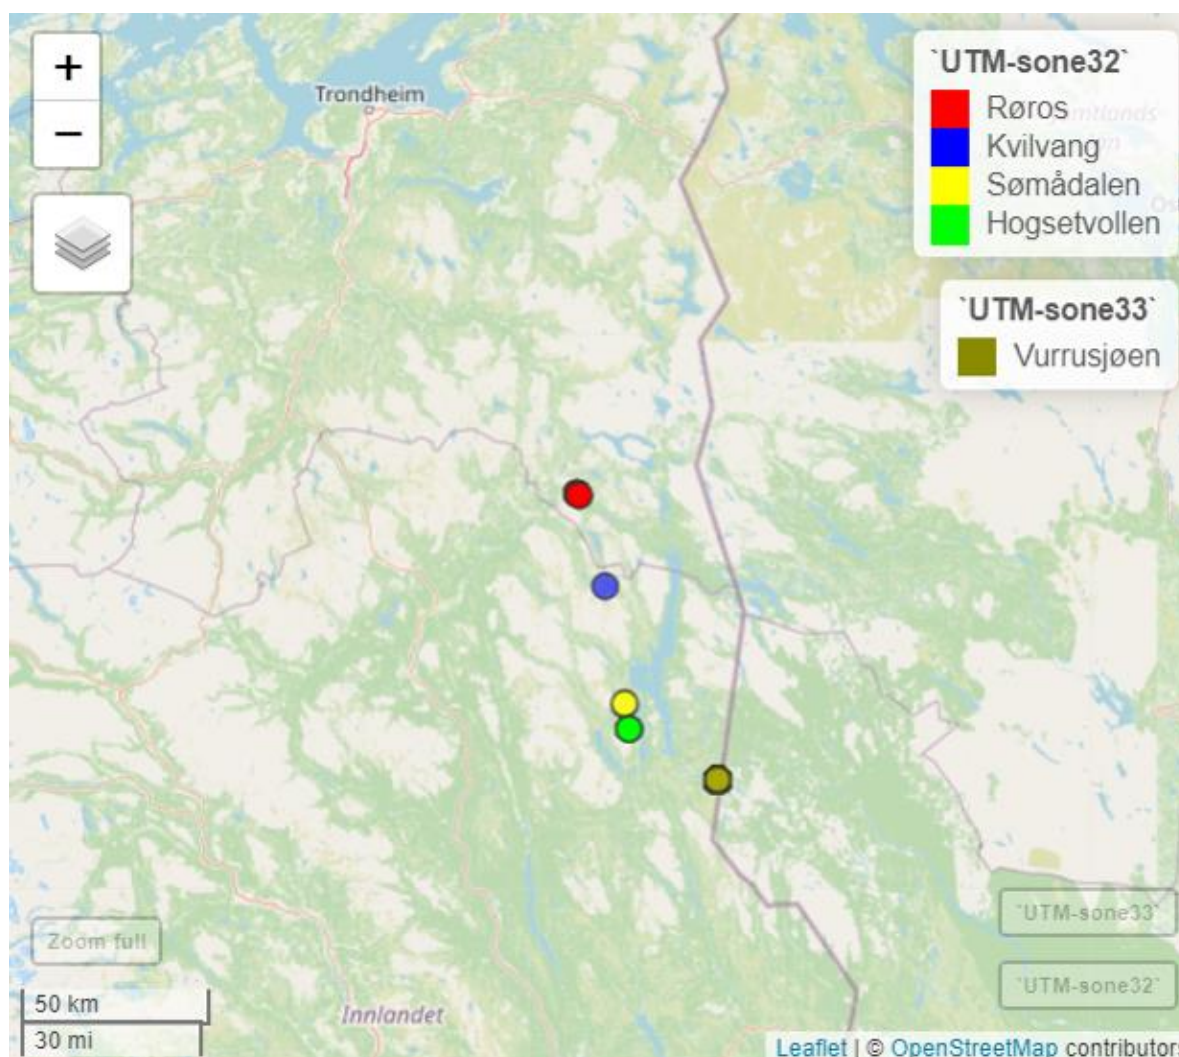 +
Trondheim
−
`UTM-sone32`
Røros
Kvilvang
Sømådalen
Hogsetvollen
`UTM-sone33`
Vurrusjøen
Zoom full
`UTM-sone33`
`UTM-sone32`
50 km
30 mi
Innlandet
Leaflet | © OpenStreetMap contributors